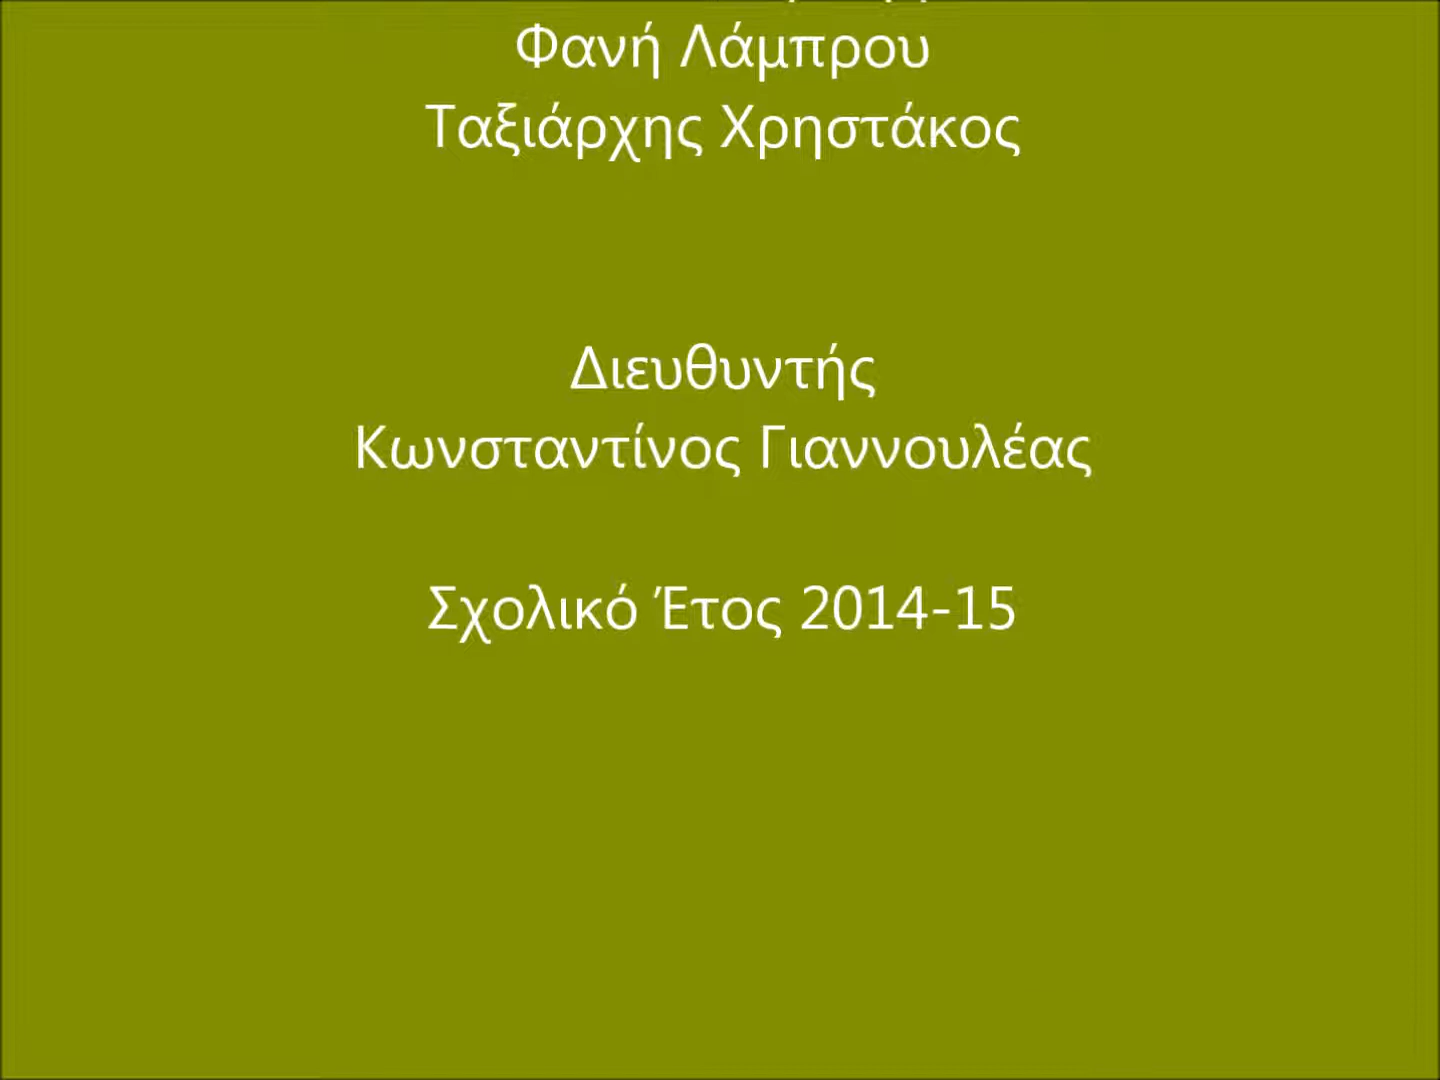 Φανή Λάμπρου
Ταξιάρχης Χρηστάκος
Διευθυντής
Κωνσταντίνος Γιαννουλέας
Σχολικό Έτος 2014-15